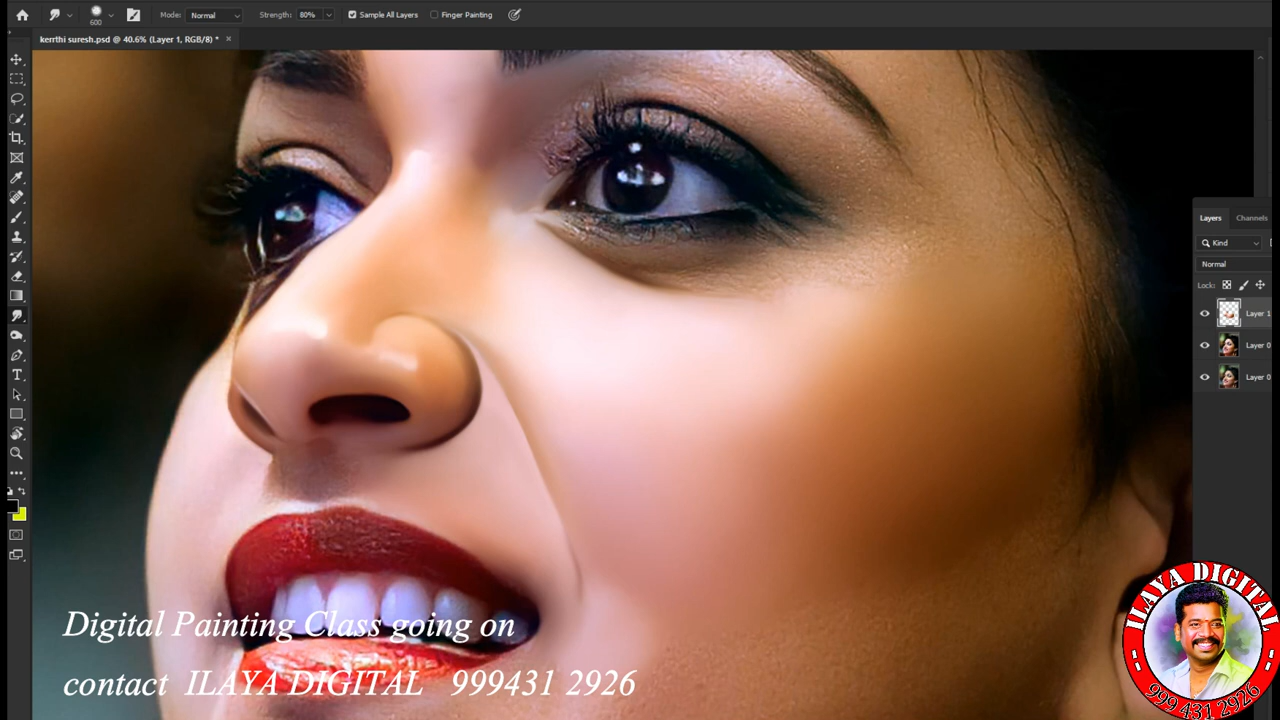 Mode: Normal Strength: 80% Sample All Layers Finger Painting
600
kerrthi suresh.psd @ 40.6% (Layer 1, RGB/8) * ×
Layers Channels
Kind
Normal
Lock:
Layer 1
Layer 0
Layer 0
Digital Painting Class going on
contact ILAYA DIGITAL 999431 2926
ILAYA DIGITAL
999 431 2926